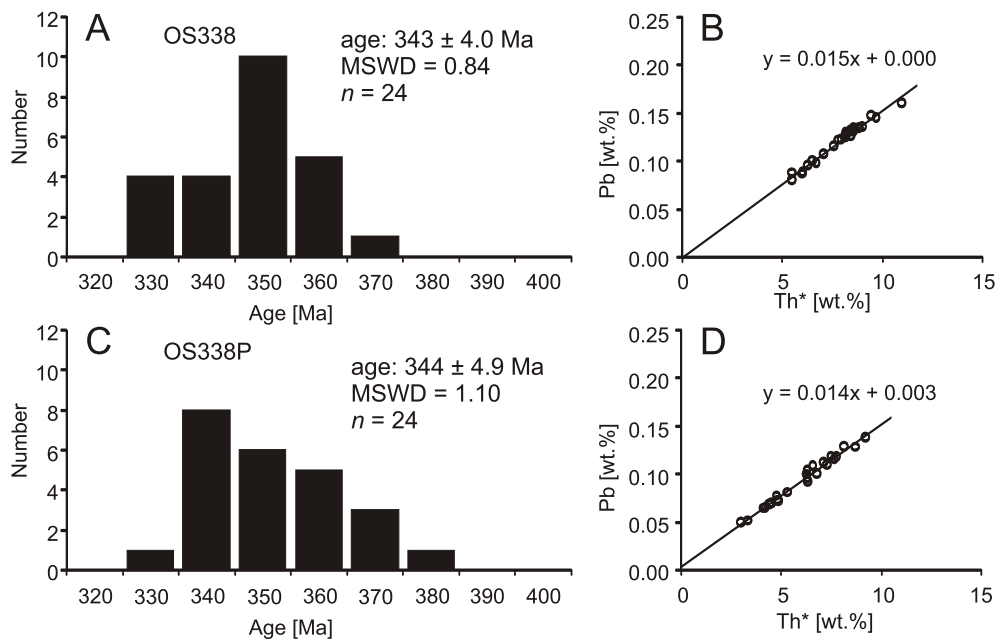 A
OS338
age: 343 ± 4.0 Ma
MSWD = 0.84
n = 24
Number
12
10
8
6
4
2
0
320 330 340 350 360 370 380 390 400
Age [Ma]
B
y = 0.015x + 0.000
Pb [wt.%]
0.25
0.20
0.15
0.10
0.05
0.00
0 5 10 15
Th* [wt.%]
C
OS338P
age: 344 ± 4.9 Ma
MSWD = 1.10
n = 24
Number
12
10
8
6
4
2
0
320 330 340 350 360 370 380 390 400
Age [Ma]
D
y = 0.014x + 0.003
Pb [wt.%]
0.25
0.20
0.15
0.10
0.05
0.00
0 5 10 15
Th* [wt.%]